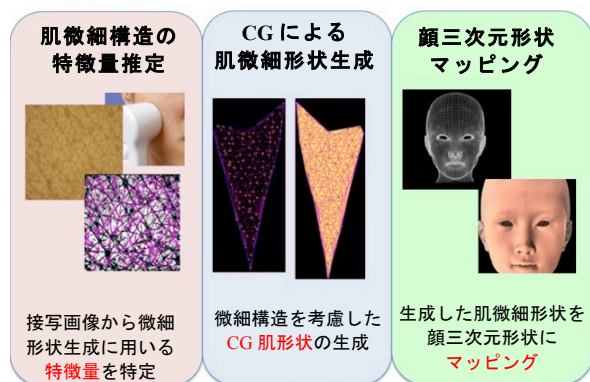 肌微細構造の
特徴量推定
接写画像から微細
形状生成に用いる
特徴量を特定
CGによる
肌微細形状生成
微細構造を考慮した
CG肌形状の生成
顔三次元形状
マッピング
生成した肌微細形状を
顔三次元形状に
マッピング